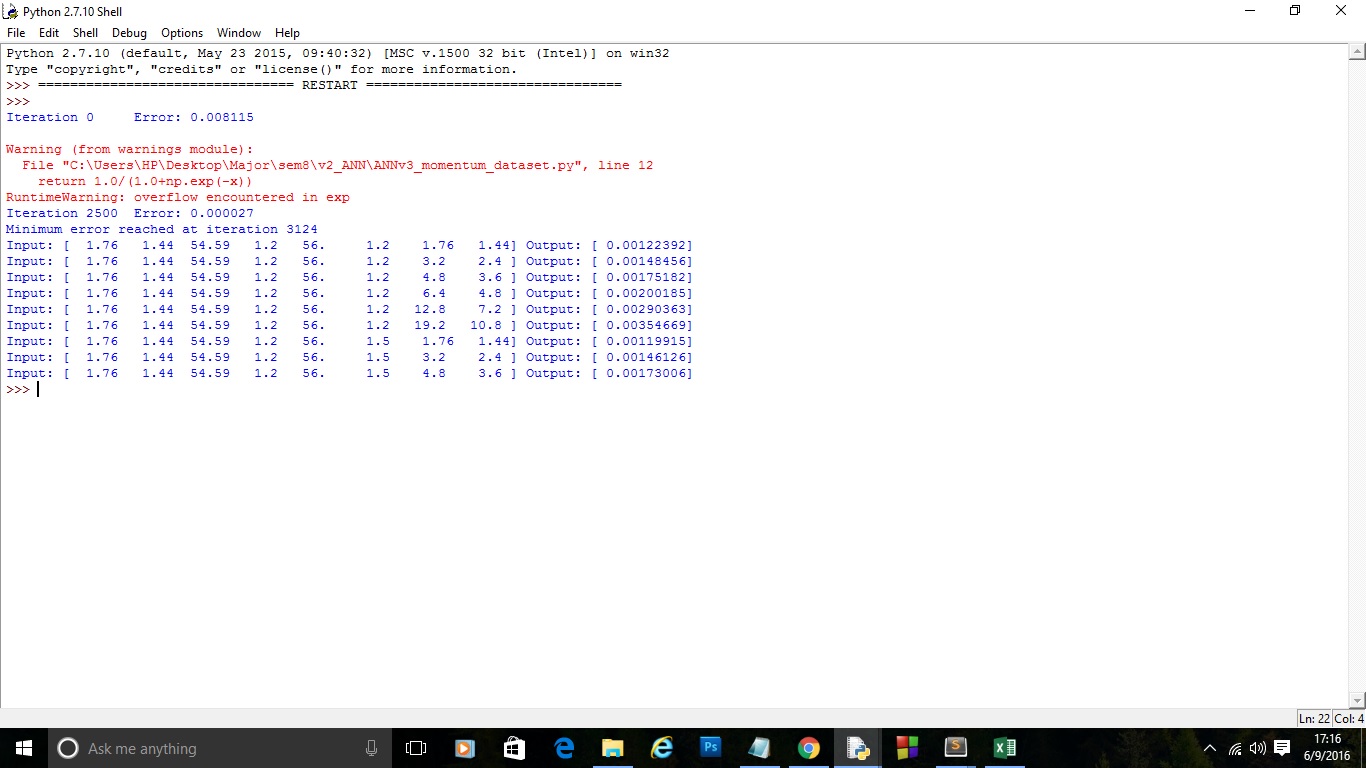 Python 2.7.10 Shell
File Edit Shell Debug Options Window Help
Python 2.7.10 (default, May 23 2015, 09:40:32) [MSC v.1500 32 bit (Intel)] on win32
Type "copyright", "credits" or "license()" for more information.
>>> ================================ RESTART ================================
>>>
Iteration 0     Error: 0.008115
Warning (from warnings module):
  File "C:\Users\HP\Desktop\Major\sem8\v2_ANN\ANNv3_momentum_dataset.py", line 12
    return 1.0/(1.0+np.exp(-x))
RuntimeWarning: overflow encountered in exp
Iteration 2500  Error: 0.000027
Minimum error reached at iteration 3124
Input: [  1.76   1.44  54.59   1.2   56.     1.2    1.76   1.44] Output: [ 0.00122392]
Input: [  1.76   1.44  54.59   1.2   56.     1.2    3.2    2.4 ] Output: [ 0.00148456]
Input: [  1.76   1.44  54.59   1.2   56.     1.2    4.8    3.6 ] Output: [ 0.00175182]
Input: [  1.76   1.44  54.59   1.2   56.     1.2    6.4    4.8 ] Output: [ 0.00200185]
Input: [  1.76   1.44  54.59   1.2   56.     1.2   12.8    7.2 ] Output: [ 0.00290363]
Input: [  1.76   1.44  54.59   1.2   56.     1.2   19.2   10.8 ] Output: [ 0.00354669]
Input: [  1.76   1.44  54.59   1.2   56.     1.5    1.76   1.44] Output: [ 0.00119915]
Input: [  1.76   1.44  54.59   1.2   56.     1.5    3.2    2.4 ] Output: [ 0.00146126]
Input: [  1.76   1.44  54.59   1.2   56.     1.5    4.8    3.6 ] Output: [ 0.00173006]
>>>
Ln: 22 Col: 4
Ask me anything
Ps
S
17:16
6/9/2016